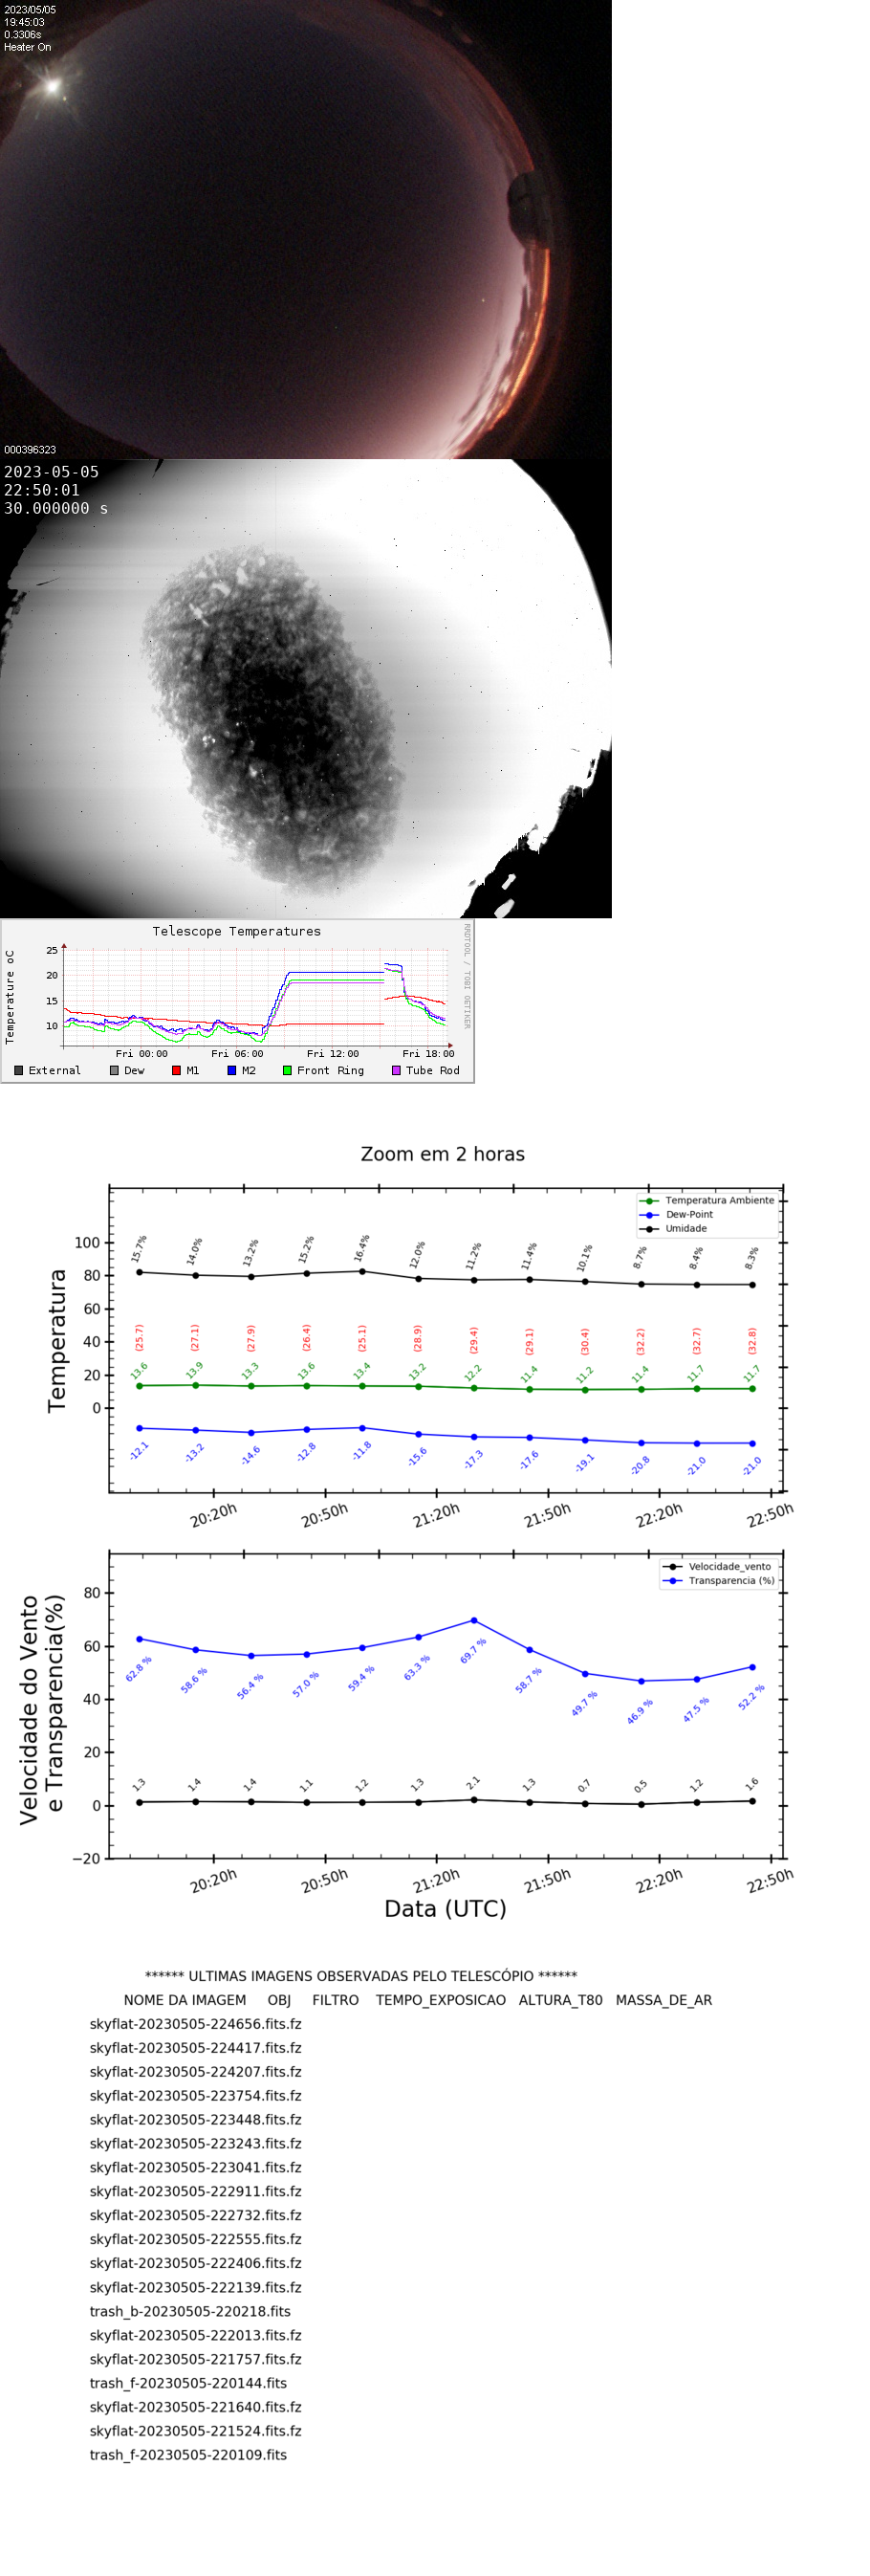 2023/05/05
19:45:03
0.3306s
Heater On
000396323
2023-05-05
22:50:01
30.000000 s
Telescope Temperatures
RRDTOOL / TOBI OETIKER
Temperature oC
25
20
15
10
Fri 00:00 Fri 06:00 Fri 12:00 Fri 18:00
External Dew M1 M2 Front Ring Tube Rod
Zoom em 2 horas
Temperatura Ambiente
Dew-Point
Umidade
Temperatura
100
80
60
40
20
0
15.7% 14.0% 13.2% 15.2% 16.4% 12.0% 11.2% 11.4% 10.1% 8.7% 8.4% 8.3%
(25.7) (27.1) (27.9) (26.4) (25.1) (28.9) (29.4) (29.1) (30.4) (32.2) (32.7) (32.8)
13.6 13.9 13.3 13.6 13.4 13.2 12.2 11.4 11.2 11.4 11.7 11.7
-12.1 -13.2 -14.6 -12.8 -11.8 -15.6 -17.3 -17.6 -19.1 -20.8 -21.0 -21.0
20:20h 20:50h 21:20h 21:50h 22:20h 22:50h
Velocidade_vento
Transparencia (%)
Velocidade do Vento
e Transparencia(%)
80
60
40
20
0
−20
62.8 % 58.6 % 56.4 % 57.0 % 59.4 % 63.3 % 69.7 % 58.7 % 49.7 % 46.9 % 47.5 % 52.2 %
1.3 1.4 1.4 1.1 1.2 1.3 2.1 1.3 0.7 0.5 1.2 1.6
20:20h 20:50h 21:20h 21:50h 22:20h 22:50h
Data (UTC)
****** ULTIMAS IMAGENS OBSERVADAS PELO TELESCÓPIO ******
NOME DA IMAGEM OBJ FILTRO TEMPO_EXPOSICAO ALTURA_T80 MASSA_DE_AR
skyflat-20230505-224656.fits.fz
skyflat-20230505-224417.fits.fz
skyflat-20230505-224207.fits.fz
skyflat-20230505-223754.fits.fz
skyflat-20230505-223448.fits.fz
skyflat-20230505-223243.fits.fz
skyflat-20230505-223041.fits.fz
skyflat-20230505-222911.fits.fz
skyflat-20230505-222732.fits.fz
skyflat-20230505-222555.fits.fz
skyflat-20230505-222406.fits.fz
skyflat-20230505-222139.fits.fz
trash_b-20230505-220218.fits
skyflat-20230505-222013.fits.fz
skyflat-20230505-221757.fits.fz
trash_f-20230505-220144.fits
skyflat-20230505-221640.fits.fz
skyflat-20230505-221524.fits.fz
trash_f-20230505-220109.fits